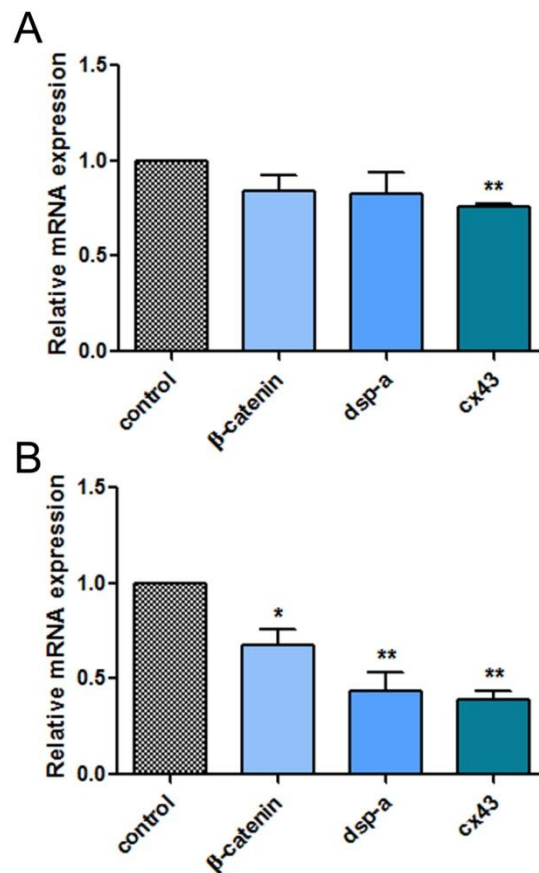 A
Relative mRNA expression
1.5
1.0
0.5
0.0
**
control
β-catenin
dsp-a
cx43
B
Relative mRNA expression
1.5
1.0
0.5
0.0
*
**
**
control
β-catenin
dsp-a
cx43